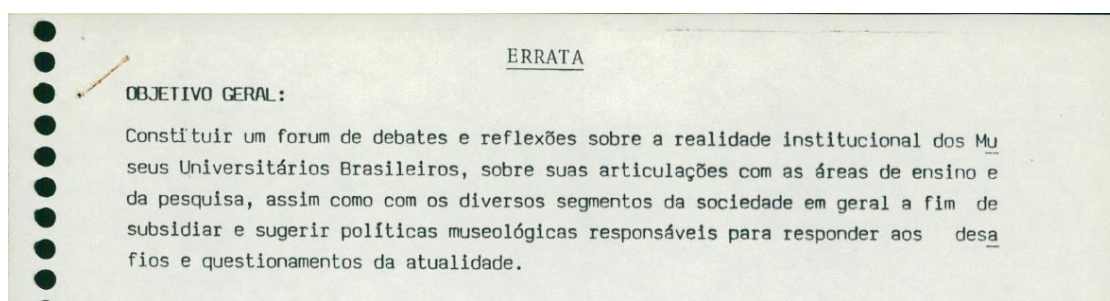 ERRATA
OBJETIVO GERAL:
Constituir um forum de debates e reflexões sobre a realidade institucional dos Mu
seus Universitários Brasileiros, sobre suas articulações com as áreas de ensino e
da pesquisa, assim como com os diversos segmentos da sociedade em geral a fim de
subsidiar e sugerir políticas museológicas responsáveis para responder aos desa
fios e questionamentos da atualidade.